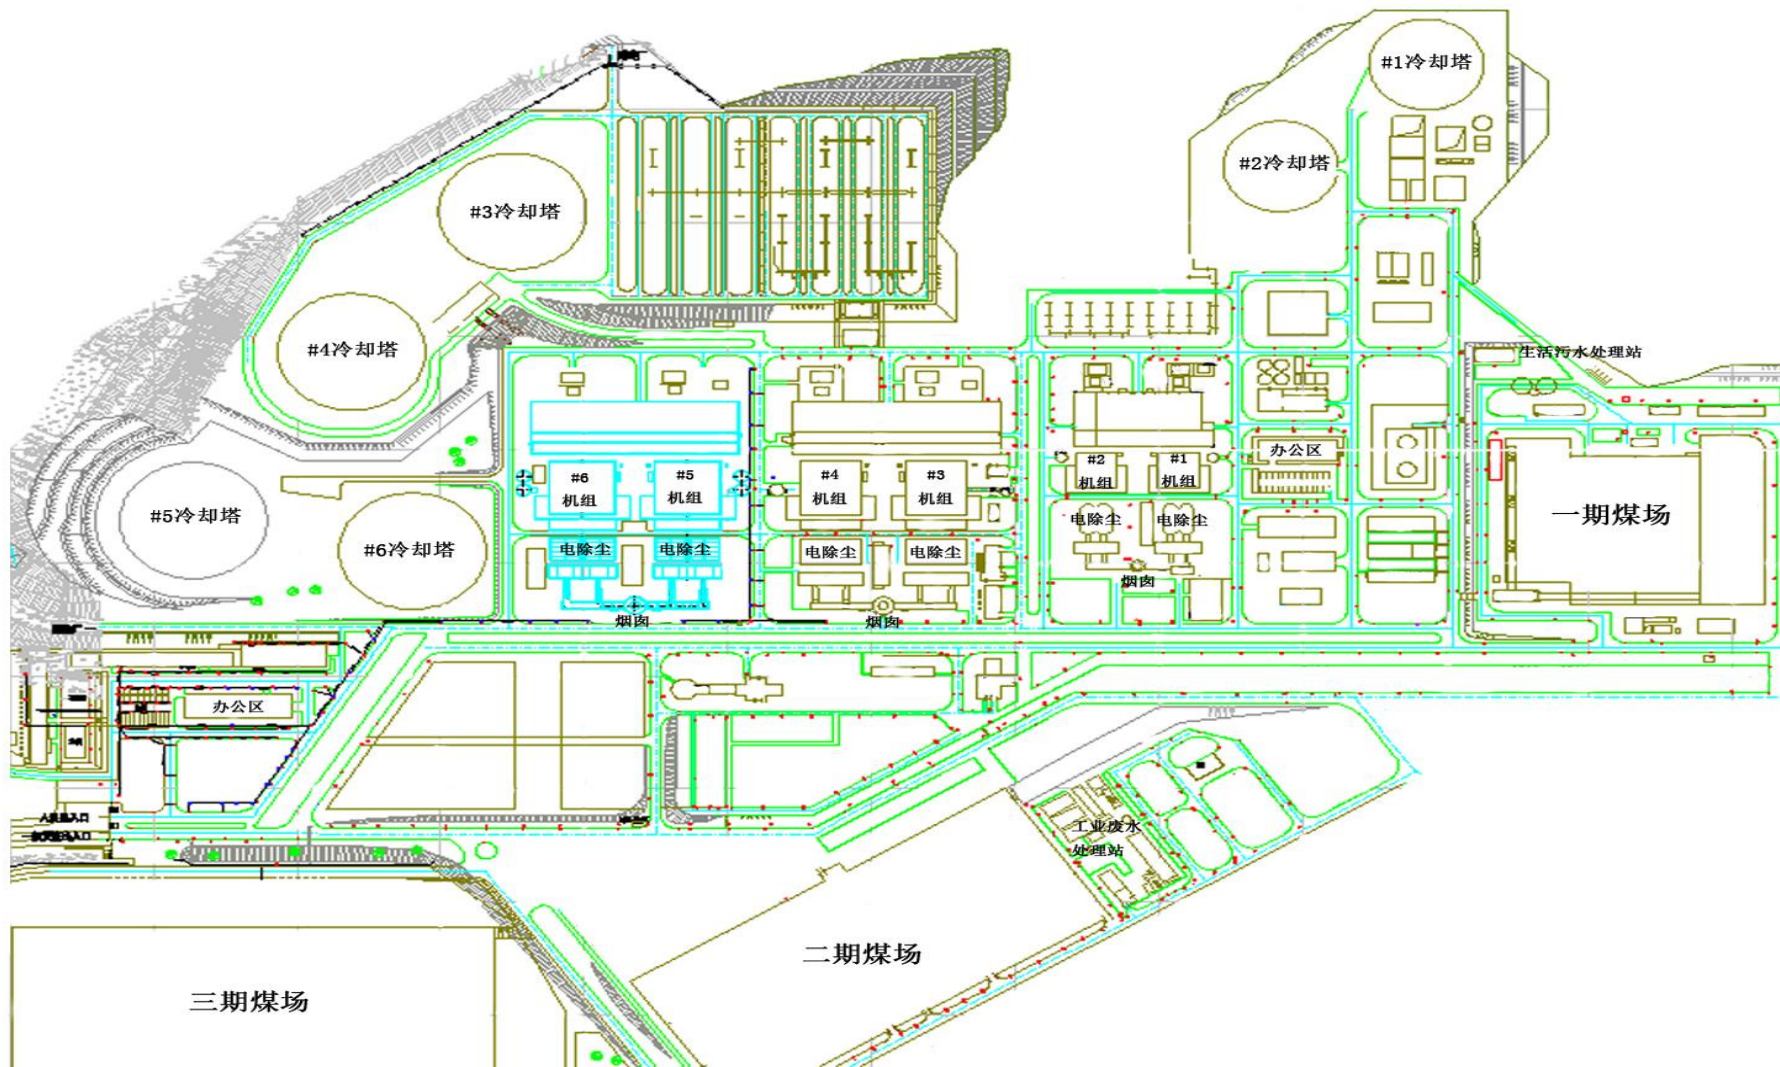 #1冷却塔
#2冷却塔
#3冷却塔
#4冷却塔
生活污水处理站
办公区
#6
机组
#5
机组
#4
机组
#3
机组
#2
机组
#1
机组
#5冷却塔
#6冷却塔
电除尘
电除尘
电除尘
电除尘
电除尘
电除尘
一期煤场
烟囱
烟囱
烟囱
办公区
工业废水
处理站
二期煤场
三期煤场